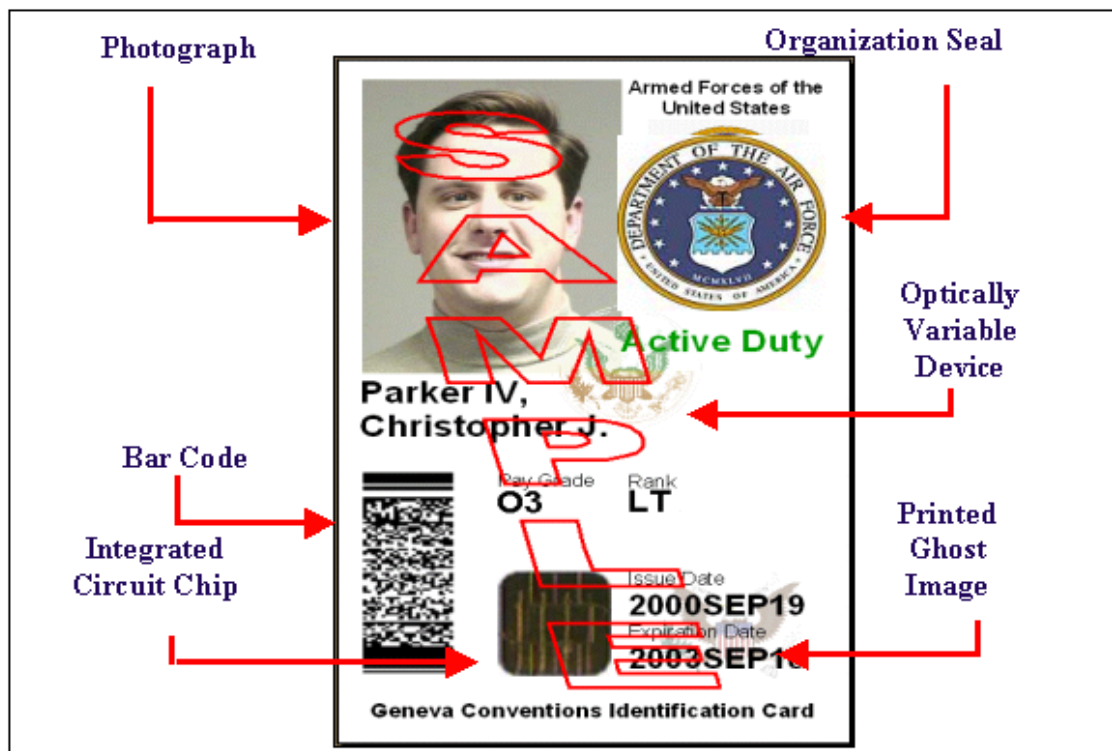 Photograph
Organization Seal
Armed Forces of the
United States
DEPARTMENT OF THE AIR FORCE
MCMXLVII
UNITED STATES OF AMERICA
SAMPLE
Active Duty
Optically
Variable
Device
Parker IV,
Christopher J.
Bar Code
Pay Grade Rank
O3 LT
Integrated
Circuit Chip
Printed
Ghost
Image
Issue Date
2000SEP19
Expiration Date
Geneva Conventions Identification Card